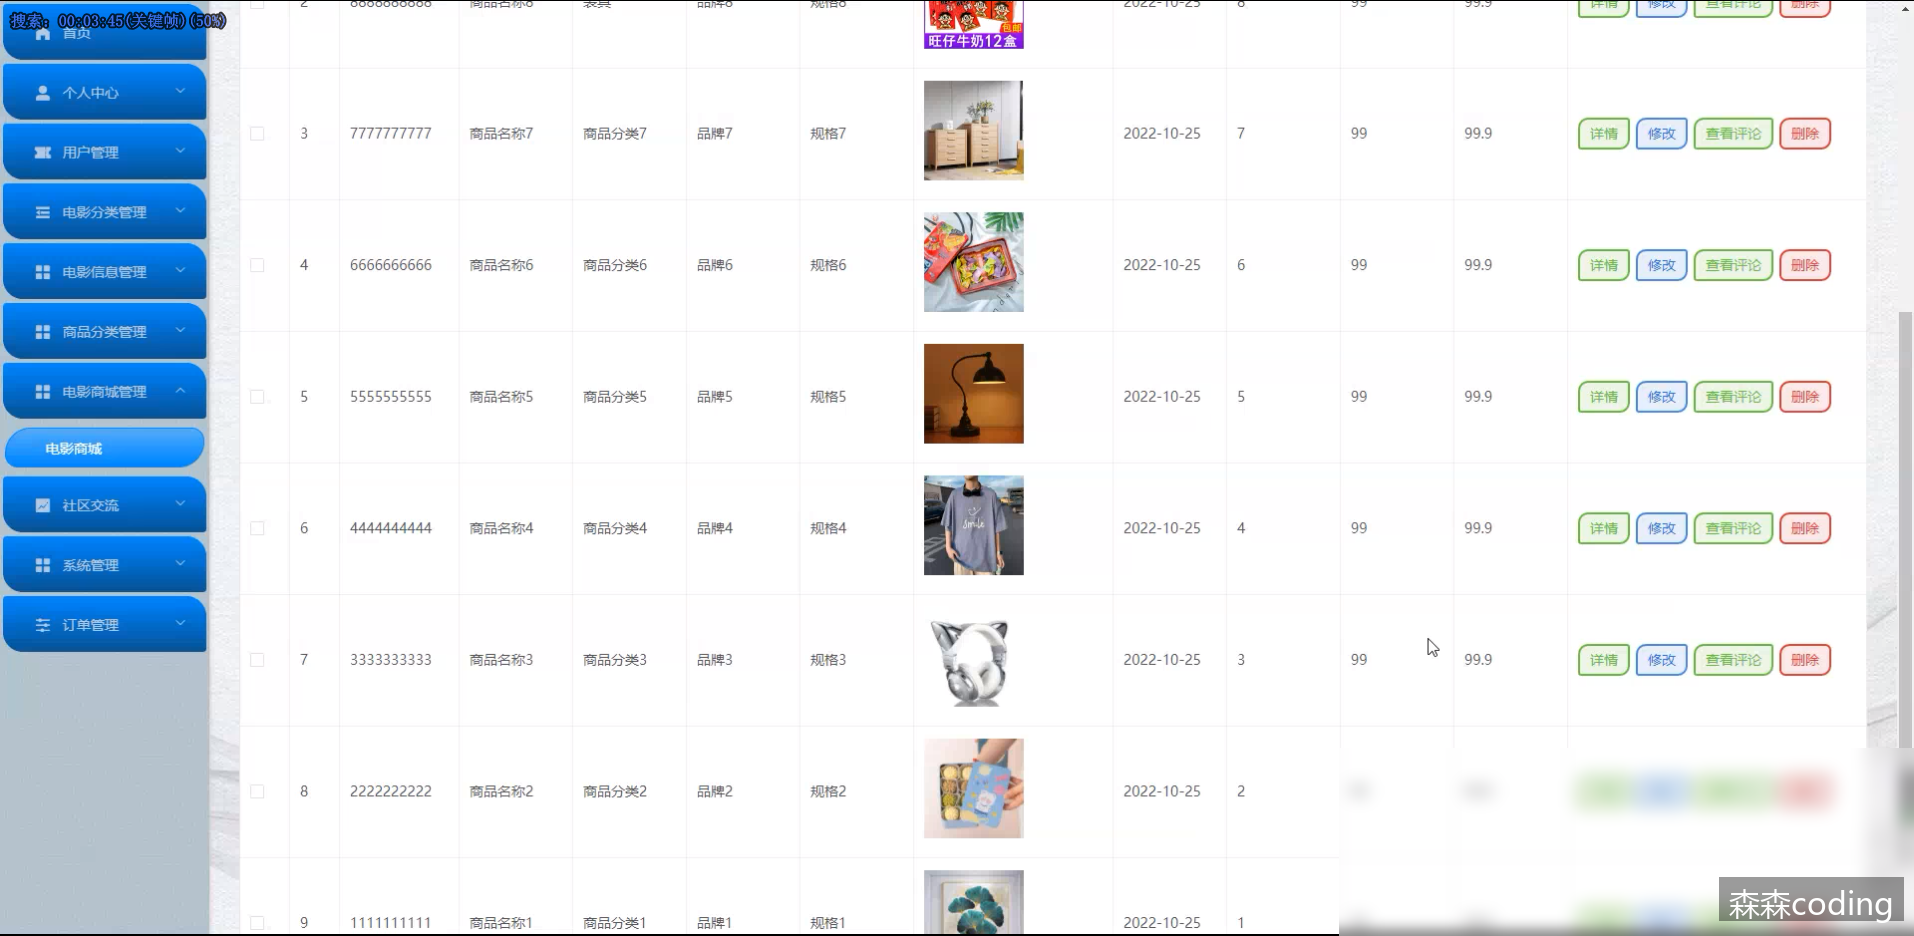 搜索: 00:03:45(关键帧)(50%)
首页
个人中心
用户管理
电影分类管理
电影信息管理
商品分类管理
电影商城管理
电影商城
社区交流
系统管理
订单管理
2 8888888888 商品名称8 装具 品牌8 规格8 包邮 旺仔牛奶12盒 2022-10-25 8 99 99.9 详情 修改 查看评论 删除
3 7777777777 商品名称7 商品分类7 品牌7 规格7 2022-10-25 7 99 99.9 详情 修改 查看评论 删除
4 6666666666 商品名称6 商品分类6 品牌6 规格6 2022-10-25 6 99 99.9 详情 修改 查看评论 删除
5 5555555555 商品名称5 商品分类5 品牌5 规格5 2022-10-25 5 99 99.9 详情 修改 查看评论 删除
6 4444444444 商品名称4 商品分类4 品牌4 规格4 Smile 2022-10-25 4 99 99.9 详情 修改 查看评论 删除
7 3333333333 商品名称3 商品分类3 品牌3 规格3 2022-10-25 3 99 99.9 详情 修改 查看评论 删除
8 2222222222 商品名称2 商品分类2 品牌2 规格2 2022-10-25 2
9 1111111111 商品名称1 商品分类1 品牌1 规格1 2022-10-25 1
森森coding